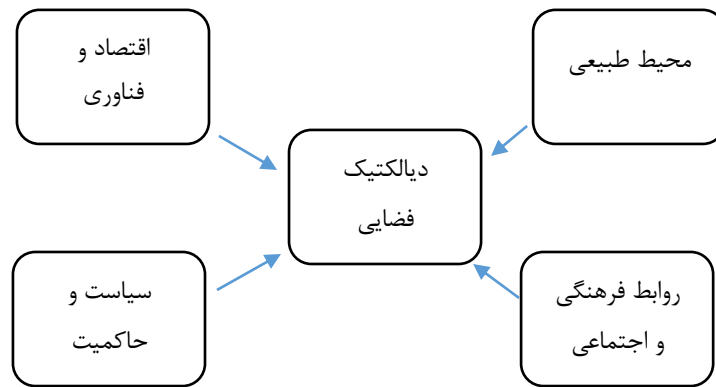 محیط طبیعی
اقتصاد و
فناوری
دیالکتیک
فضایی
روابط فرهنگی
و اجتماعی
سیاست و
حاکمیت